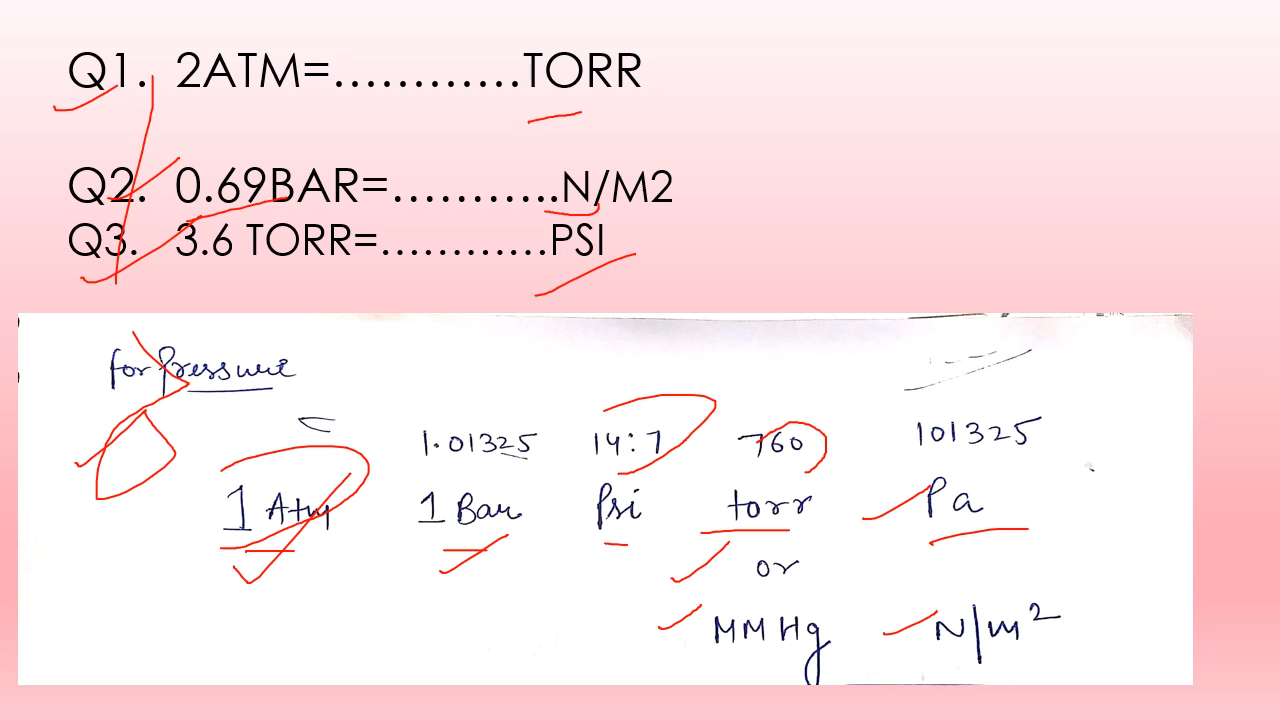 Q1. 2ATM=…………TORR
Q2. 0.69BAR=………..N/M2
Q3. 3.6 TORR=…………PSI
for Pressure
1.01325 14:7 760 101325
1 Atm 1 Bar Psi torr Pa
or
MMHg N/m²